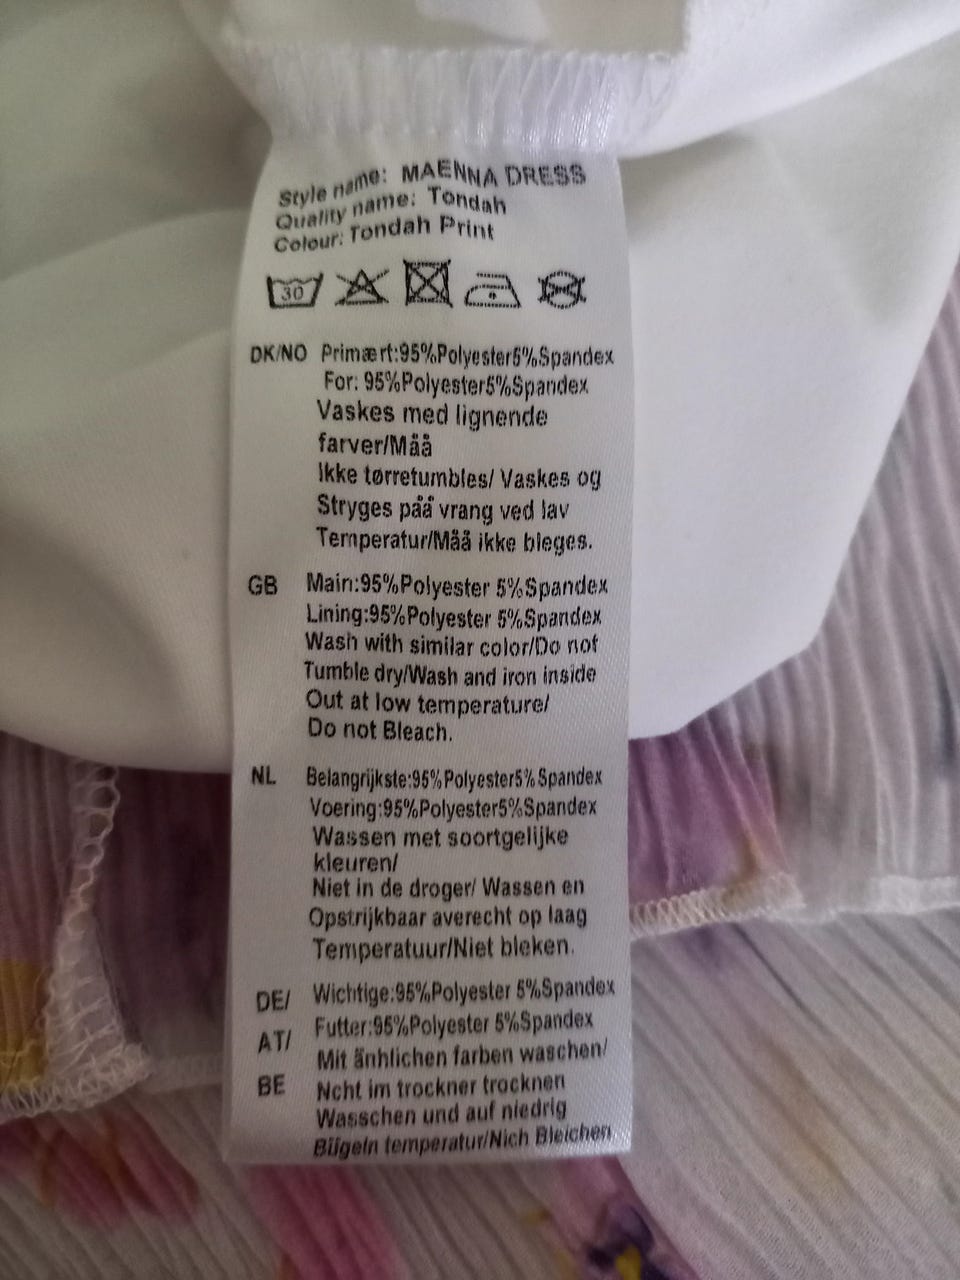 Style name: MAENNA DRESS
Quality name: Tondah
Colour: Tondah Print
30
DK/NO Primært:95%Polyester5%Spandex
For: 95%Polyester5%Spandex
Vaskes med lignende
farver/Måå
Ikke tørretumbles/ Vaskes og
Stryges påå vrang ved lav
Temperatur/Måå ikke bleges.
GB Main:95%Polyester 5%Spandex
Lining:95%Polyester 5%Spandex
Wash with similar color/Do not
Tumble dry/Wash and iron inside
Out at low temperature/
Do not Bleach.
NL Belangrijkste:95%Polyester5%Spandex
Voering:95%Polyester5%Spandex
Wassen met soortgelijke
kleuren/
Niet in de droger/ Wassen en
Opstrijkbaar averecht op laag
Temperatuur/Niet bleken.
DE/ Wichtige:95%Polyester 5%Spandex
Futter:95%Polyester 5%Spandex
AT/ Mit änhlichen farben waschen/
BE Ncht im trockner trocknen
Wasschen und auf niedrig
Bügeln temperatur/Nich Bleichen